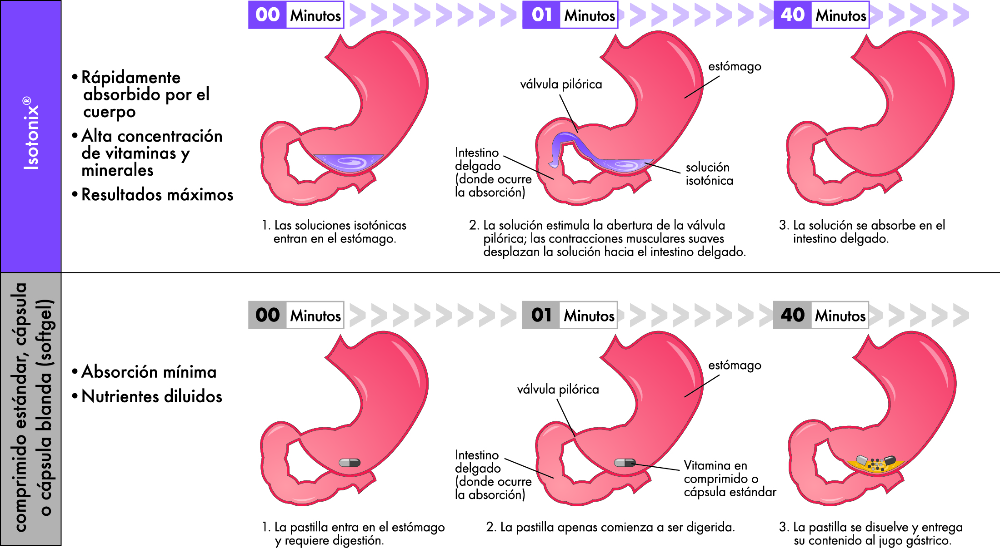 Isotonix®
•Rápidamente
absorbido por el
cuerpo
•Alta concentración
de vitaminas y
minerales
•Resultados máximos
00 Minutos
01 Minutos
40 Minutos
válvula pilórica
estómago
Intestino
delgado
(donde ocurre
la absorción)
solución
isotónica
1. Las soluciones isotónicas
entran en el estómago.
2. La solución estimula la abertura de la válvula
pilórica; las contracciones musculares suaves
desplazan la solución hacia el intestino delgado.
3. La solución se absorbe en el
intestino delgado.
comprimido estándar, cápsula
o cápsula blanda (softgel)
•Absorción mínima
•Nutrientes diluidos
00 Minutos
01 Minutos
40 Minutos
válvula pilórica
estómago
Intestino
delgado
(donde ocurre
la absorción)
Vitamina en
comprimido o
cápsula estándar
1. La pastilla entra en el estómago
y requiere digestión.
2. La pastilla apenas comienza a ser digerida.
3. La pastilla se disuelve y entrega
su contenido al jugo gástrico.